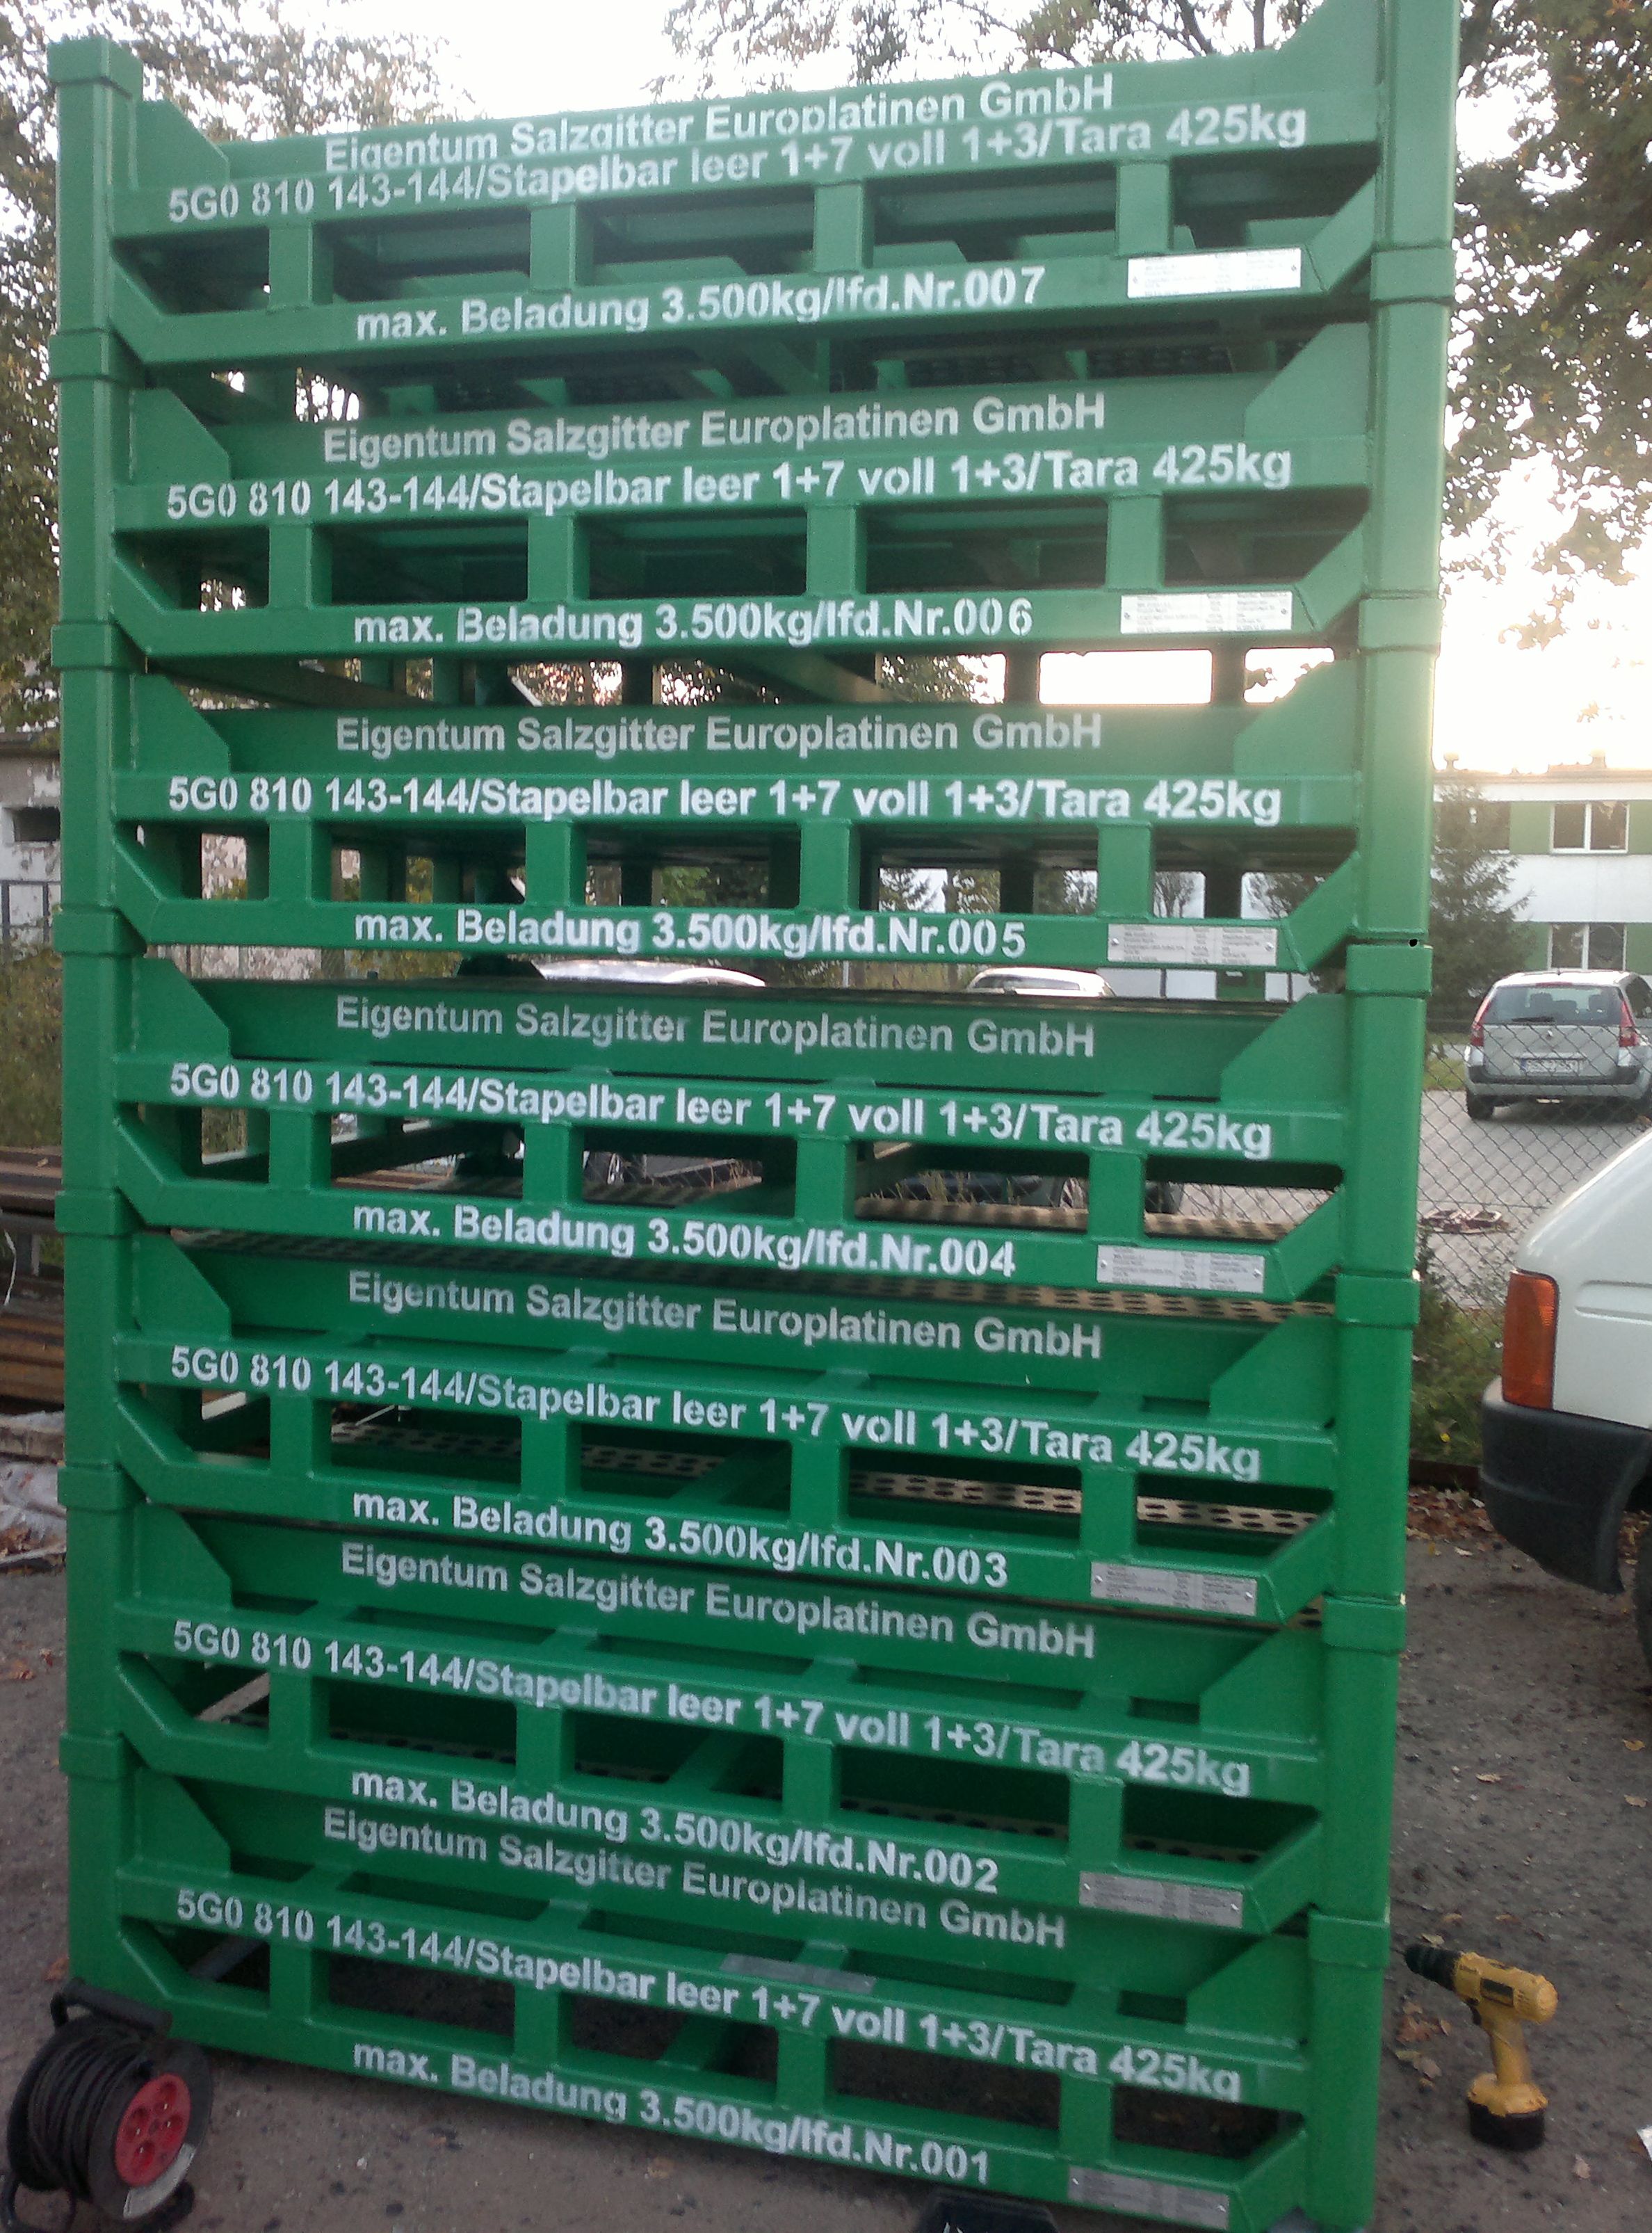 Eigentum Salzgitter Europlatinen GmbH
5G0 810 143-144/Stapelbar leer 1+7 voll 1+3/Tara 425kg
max. Beladung 3.500kg/lfd.Nr.007
Eigentum Salzgitter Europlatinen GmbH
5G0 810 143-144/Stapelbar leer 1+7 voll 1+3/Tara 425kg
max. Beladung 3.500kg/lfd.Nr.006
Eigentum Salzgitter Europlatinen GmbH
5G0 810 143-144/Stapelbar leer 1+7 voll 1+3/Tara 425kg
max. Beladung 3.500kg/lfd.Nr.005
Eigentum Salzgitter Europlatinen GmbH
5G0 810 143-144/Stapelbar leer 1+7 voll 1+3/Tara 425kg
max. Beladung 3.500kg/lfd.Nr.004
Eigentum Salzgitter Europlatinen GmbH
5G0 810 143-144/Stapelbar leer 1+7 voll 1+3/Tara 425kg
max. Beladung 3.500kg/lfd.Nr.003
Eigentum Salzgitter Europlatinen GmbH
5G0 810 143-144/Stapelbar leer 1+7 voll 1+3/Tara 425kg
max. Beladung 3.500kg/lfd.Nr.002
Eigentum Salzgitter Europlatinen GmbH
5G0 810 143-144/Stapelbar leer 1+7 voll 1+3/Tara 425kg
max. Beladung 3.500kg/lfd.Nr.001